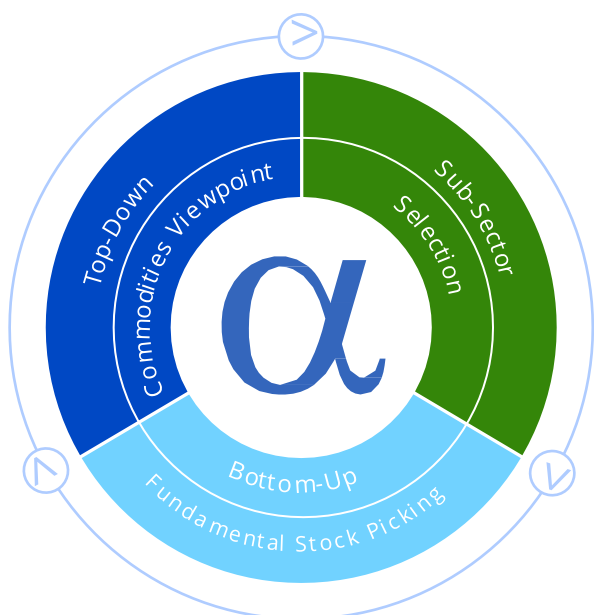 Top-Down
Commodities Viewpoint
Sub-Sector
Selection
α
Bottom-Up
Fundamental Stock Picking